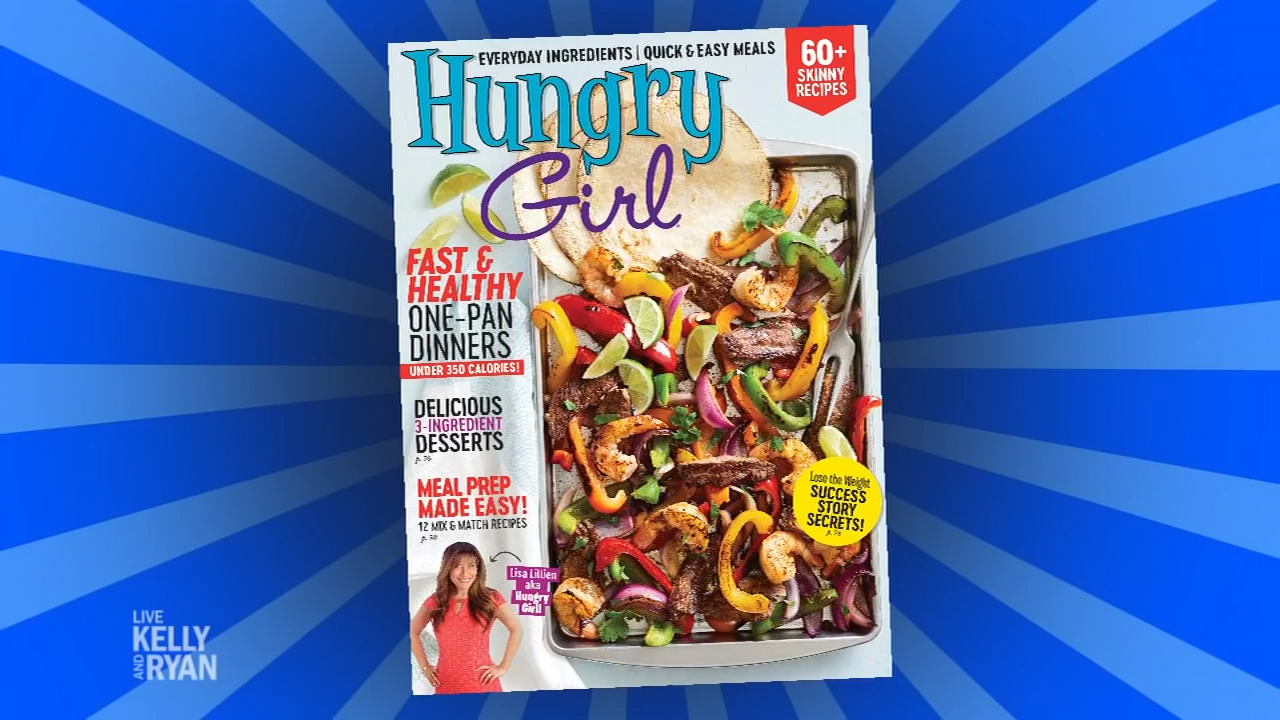 EVERYDAY INGREDIENTS | QUICK & EASY MEALS
60+
SKINNY
RECIPES
Hungry
Girl
FAST &
HEALTHY
ONE-PAN
DINNERS
UNDER 350 CALORIES!
DELICIOUS
3-INGREDIENT
DESSERTS
p. 76
MEAL PREP
MADE EASY!
12 MIX & MATCH RECIPES
p. 50
Lisa Lillien
aka
Hungry
Girl!
Lose the Weight
SUCCESS
STORY
SECRETS!
LIVE
KELLY
AND
RYAN